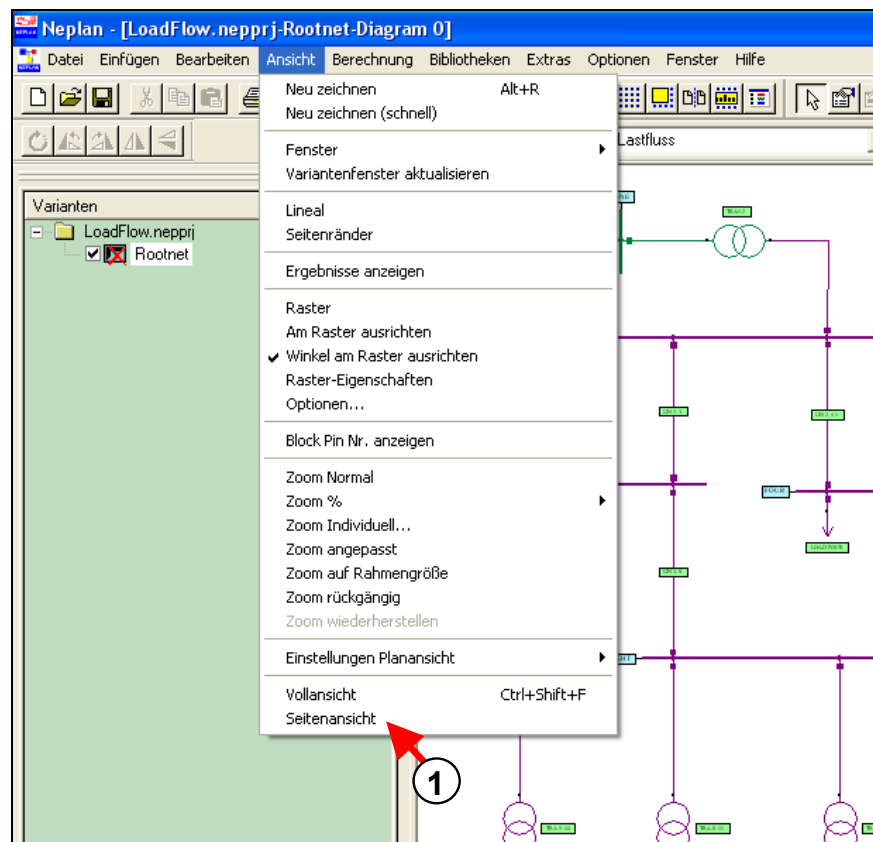 Neplan - [LoadFlow.nepprj-Rootnet-Diagram 0]
Datei Einfügen Bearbeiten Ansicht Berechnung Bibliotheken Extras Optionen Fenster Hilfe
Neu zeichnen Alt+R
Neu zeichnen (schnell)
Lastfluss
Fenster
Variantenfenster aktualisieren
Varianten
LoadFlow.nepprj
Rootnet
Lineal
Seitenränder
Ergebnisse anzeigen
Raster
Am Raster ausrichten
Winkel am Raster ausrichten
Raster-Eigenschaften
Optionen...
Block Pin Nr. anzeigen
Zoom Normal
Zoom %
Zoom Individuell...
Zoom angepasst
Zoom auf Rahmengröße
Zoom rückgängig
Zoom wiederherstellen
Einstellungen Planansicht
Vollansicht Ctrl+Shift+F
Seitenansicht
1
FOUR